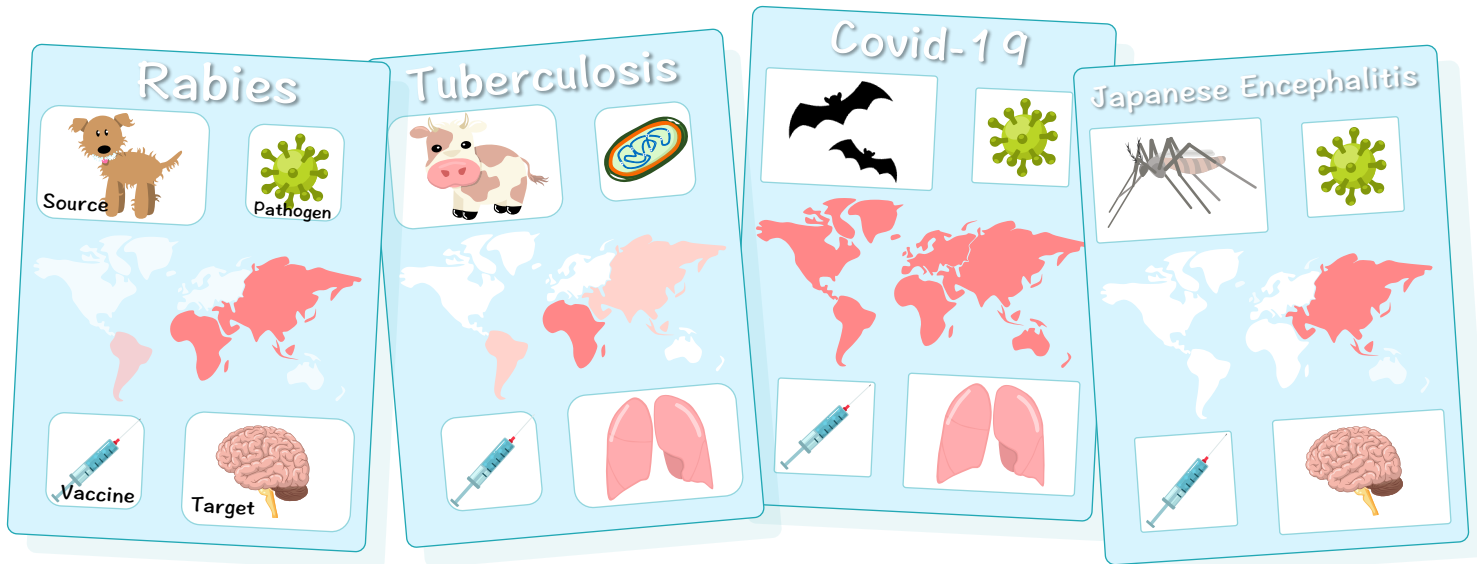 Rabies
Source
Pathogen
Vaccine
Target
Tuberculosis
Covid-19
Japanese Encephalitis